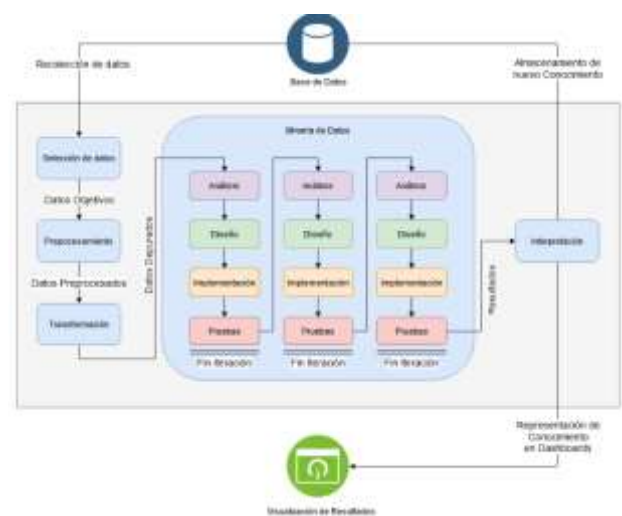 Recolección de datos
Base de Datos
Almacenamiento de
nuevo Conocimiento
Minería de Datos
Selección de datos
Datos Objetivos
Preprocesamiento
Datos Preprocesados
Transformación
Datos Depurados
Análisis
Diseño
Implementación
Pruebas
Fin Iteración
Análisis
Diseño
Implementación
Pruebas
Fin Iteración
Análisis
Diseño
Implementación
Pruebas
Fin Iteración
Resultados
Interpretación
Representación de
Conocimiento
en Dashboards
Visualización de Resultados